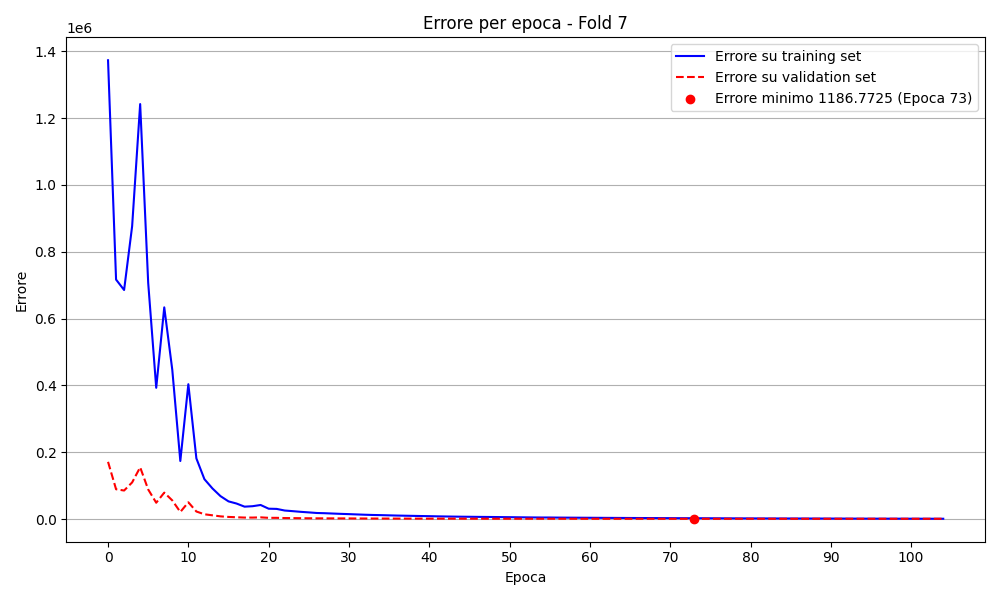 Errore per epoca - Fold 7
1e6
1.4
1.2
1.0
0.8
0.6
0.4
0.2
0.0
Errore
Errore su training set
Errore su validation set
Errore minimo 1186.7725 (Epoca 73)
0 10 20 30 40 50 60 70 80 90 100
Epoca